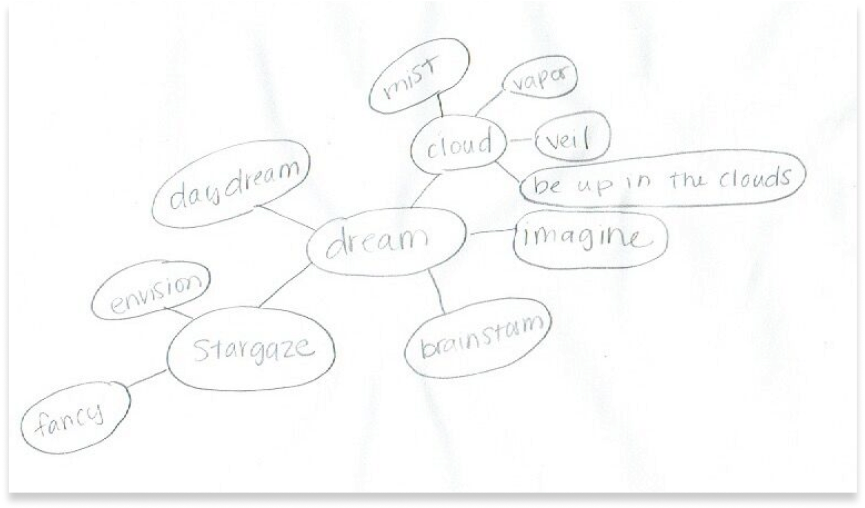 mist
vapor
cloud
veil
be up in the clouds
daydream
dream
imagine
envision
Stargaze
brainstorm
fancy